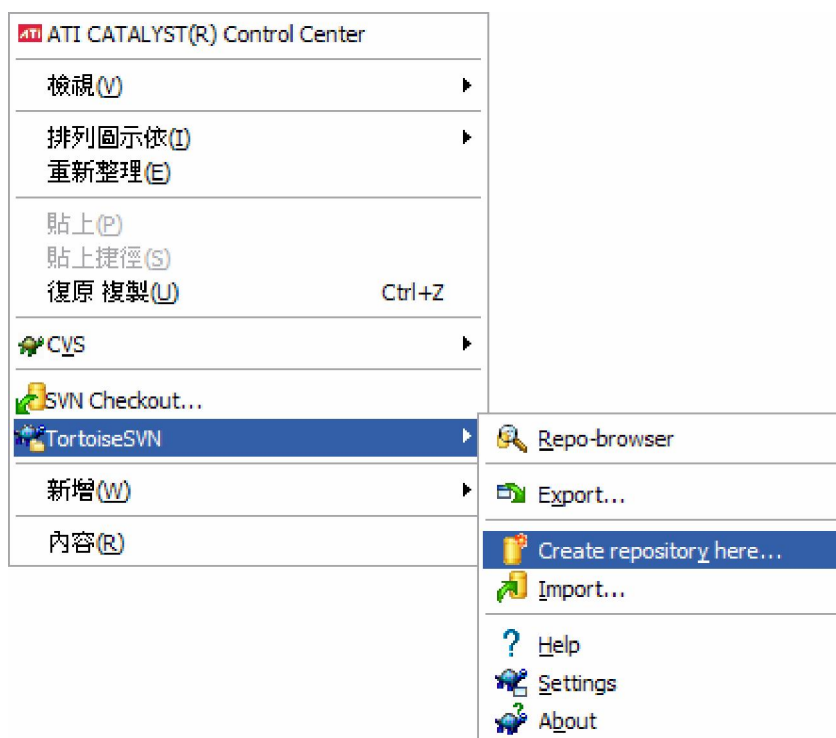 ATI ATI CATALYST(R) Control Center
檢視(V)
排列圖示依(I)
重新整理(E)
貼上(P)
貼上捷徑(S)
復原 複製(U) Ctrl+Z
CVS
SVN Checkout...
TortoiseSVN
新增(W)
內容(R)
Repo-browser
Export...
Create repository here...
Import...
Help
Settings
About